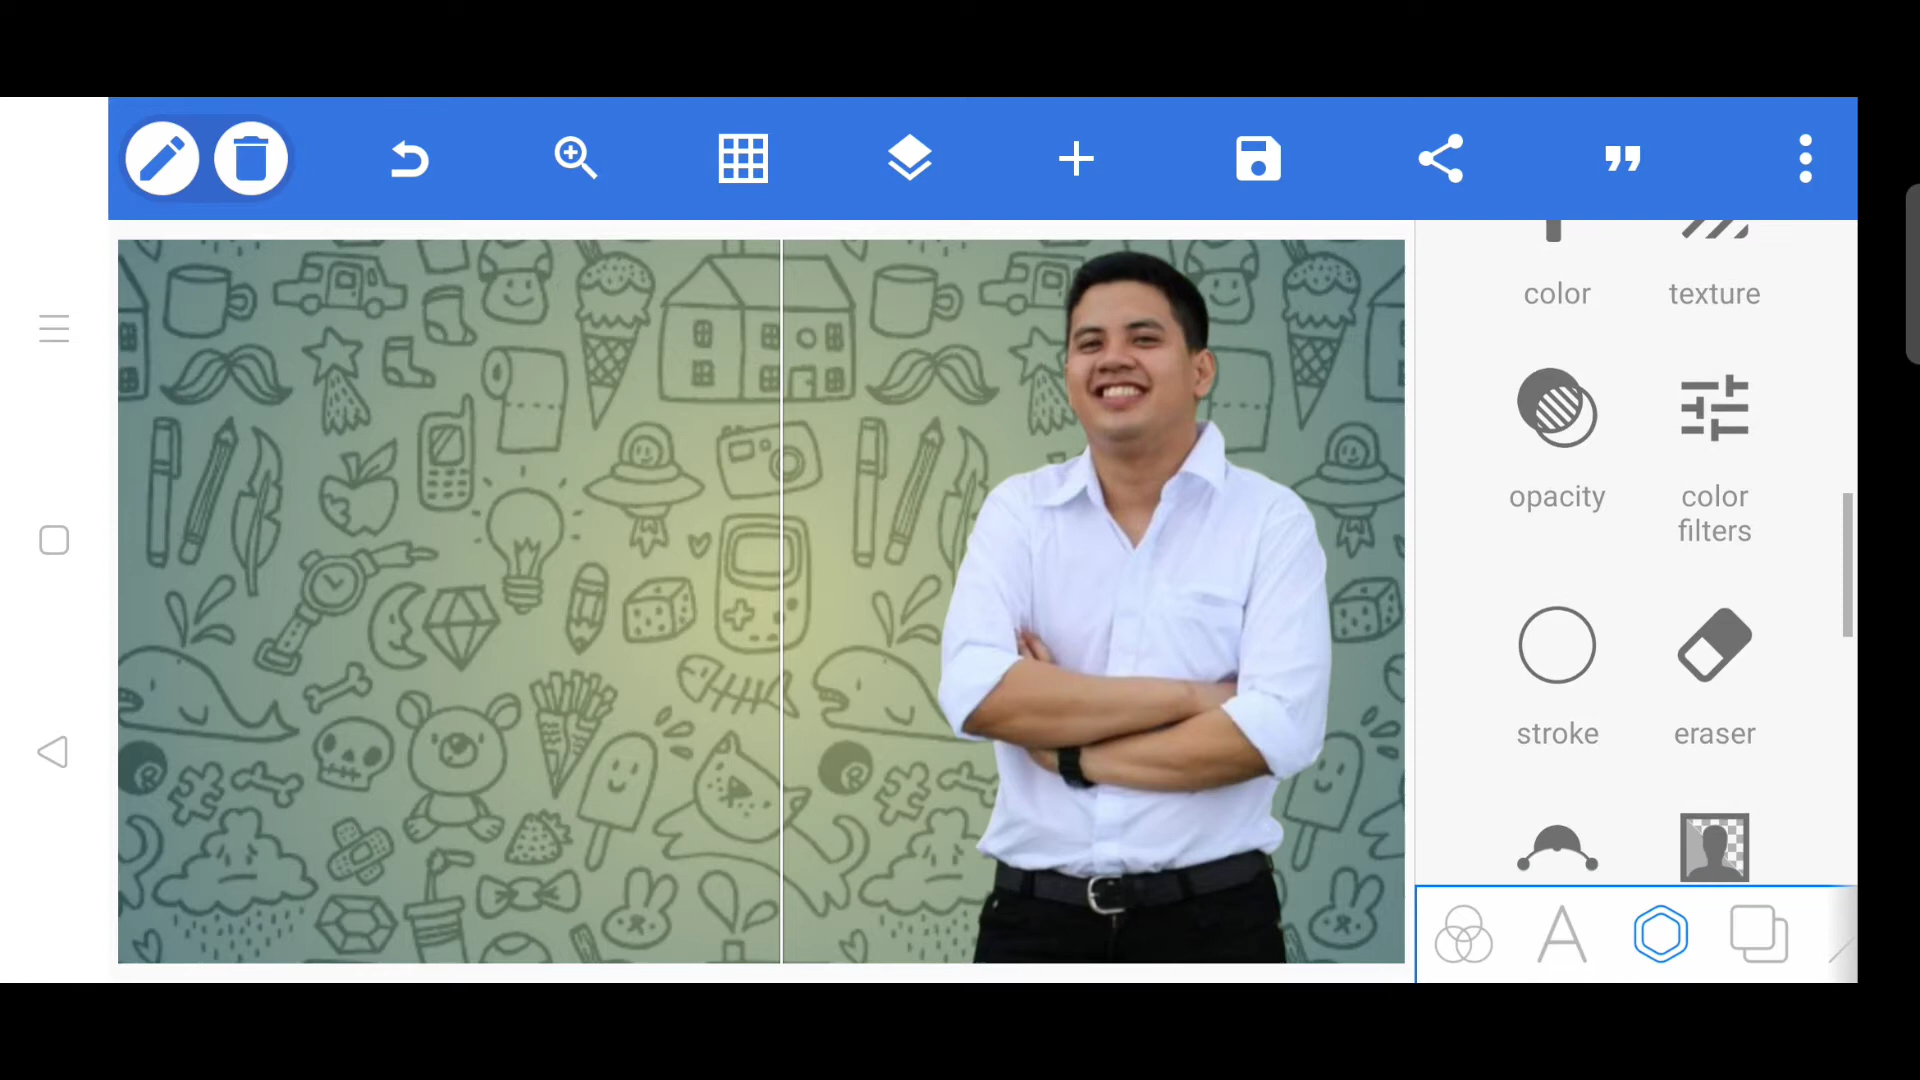 color
texture
opacity
color
filters
stroke
eraser